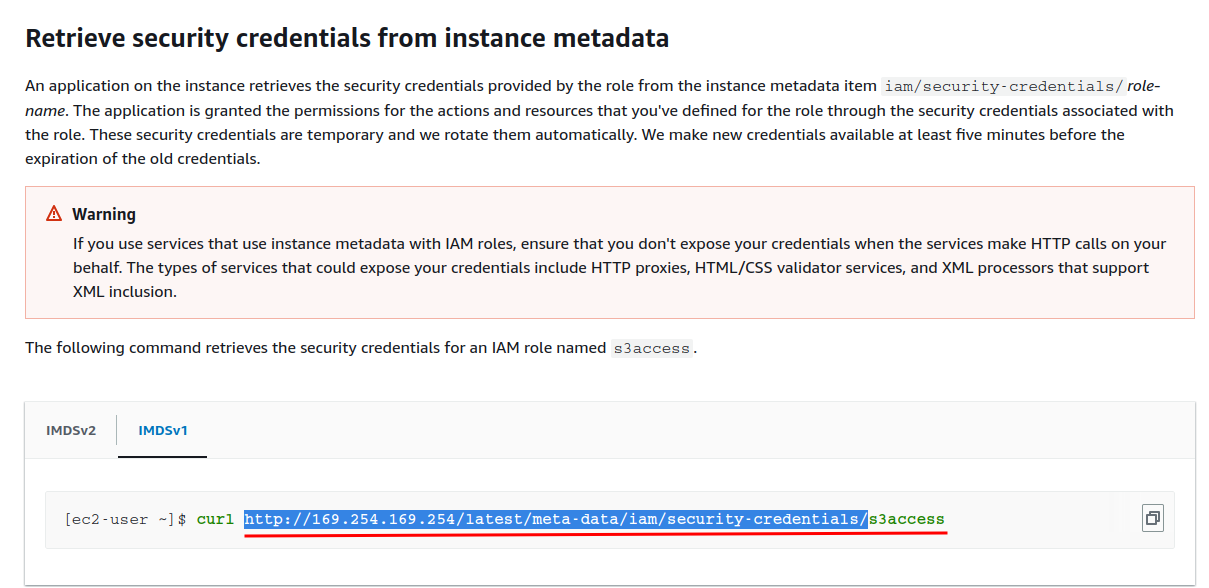 Retrieve security credentials from instance metadata
An application on the instance retrieves the security credentials provided by the role from the instance metadata item iam/security-credentials/role-
name. The application is granted the permissions for the actions and resources that you've defined for the role through the security credentials associated with
the role. These security credentials are temporary and we rotate them automatically. We make new credentials available at least five minutes before the
expiration of the old credentials.
Warning
If you use services that use instance metadata with IAM roles, ensure that you don't expose your credentials when the services make HTTP calls on your
behalf. The types of services that could expose your credentials include HTTP proxies, HTML/CSS validator services, and XML processors that support
XML inclusion.
The following command retrieves the security credentials for an IAM role named s3access.
IMDSv2 IMDSv1
[ec2-user ~]$ curl http://169.254.169.254/latest/meta-data/iam/security-credentials/s3access